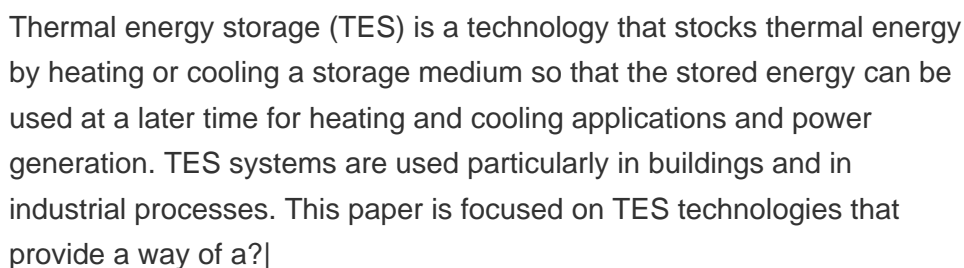 Thermal energy storage (TES) is a technology that stocks thermal energy
by heating or cooling a storage medium so that the stored energy can be
used at a later time for heating and cooling applications and power
generation. TES systems are used particularly in buildings and in
industrial processes. This paper is focused on TES technologies that
provide a way of a?|